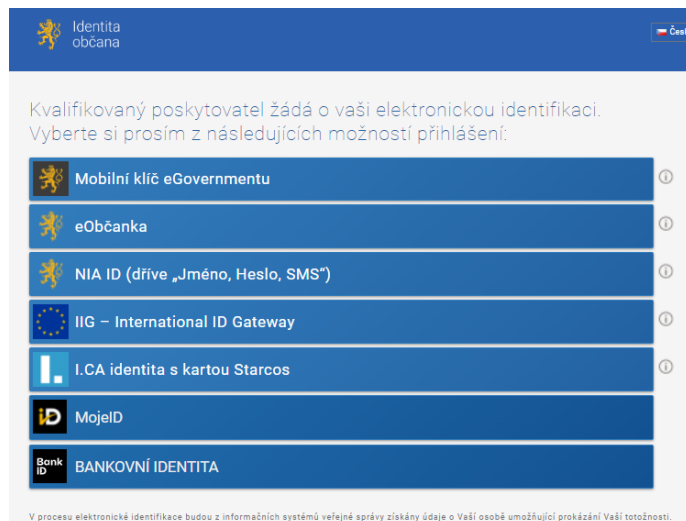 Identita
občana
Kvalifikovaný poskytovatel žádá o vaši elektronickou identifikaci.
Vyberte si prosím z následujících možností přihlášení:
Mobilní klíč eGovernmentu
eObčanka
NIA ID (dříve „Jméno, Heslo, SMS“)
IIG – International ID Gateway
I. I.CA identita s kartou Starcos
iD MojeID
Bank
iD
BANKOVNÍ IDENTITA
V procesu elektronické identifikace budou z informačních systémů veřejné správy získány údaje o Vaší osobě umožňující prokázání Vaší totožnosti.